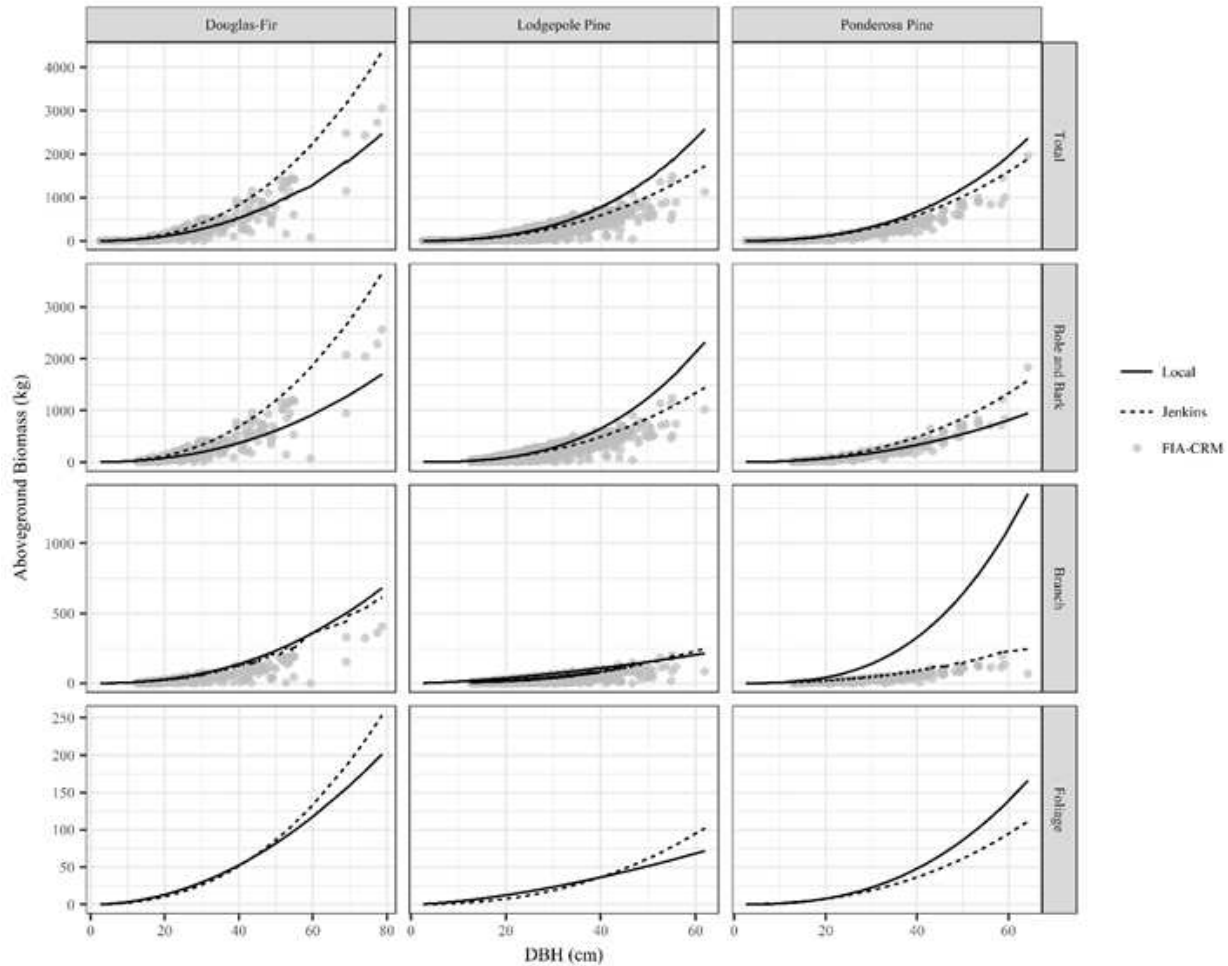 Douglas-Fir
Lodgepole Pine
Ponderosa Pine
4000
3000
2000
1000
0
Total
3000
2000
1000
0
Bole and Bark
1000
500
0
Branch
250
200
150
100
50
0
Foliage
0 20 40 60 80
0 20 40 60
0 20 40 60
DBH (cm)
Aboveground Biomass (kg)
Local
Jenkins
FIA-CRM